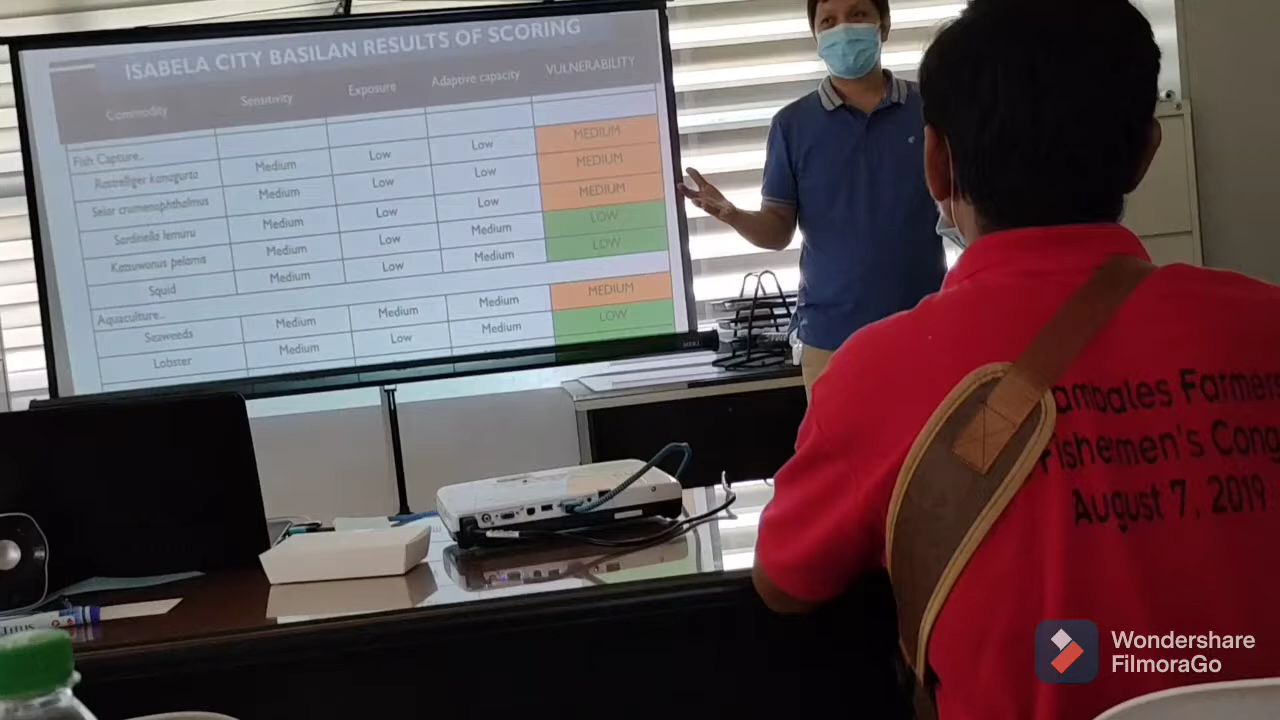 ISABELA CITY BASILAN RESULTS OF SCORING
Commodity Sensitivity Exposure Adaptive capacity VULNERABILITY
Fish Capture..
Rastrelliger kanagurta Medium Low Low MEDIUM
Selar crumenophthalmus Medium Low Low MEDIUM
Sardinella lemuru Medium Low Low MEDIUM
Katsuwonus pelamis Medium Low Medium LOW
Squid Medium Low Medium LOW
Aquaculture..
Seaweeds Medium Medium Medium MEDIUM
Lobster Medium Low Medium LOW
ambales Farmers
Fishermen's Cong
August 7, 2019
Wondershare
FilmoraGo